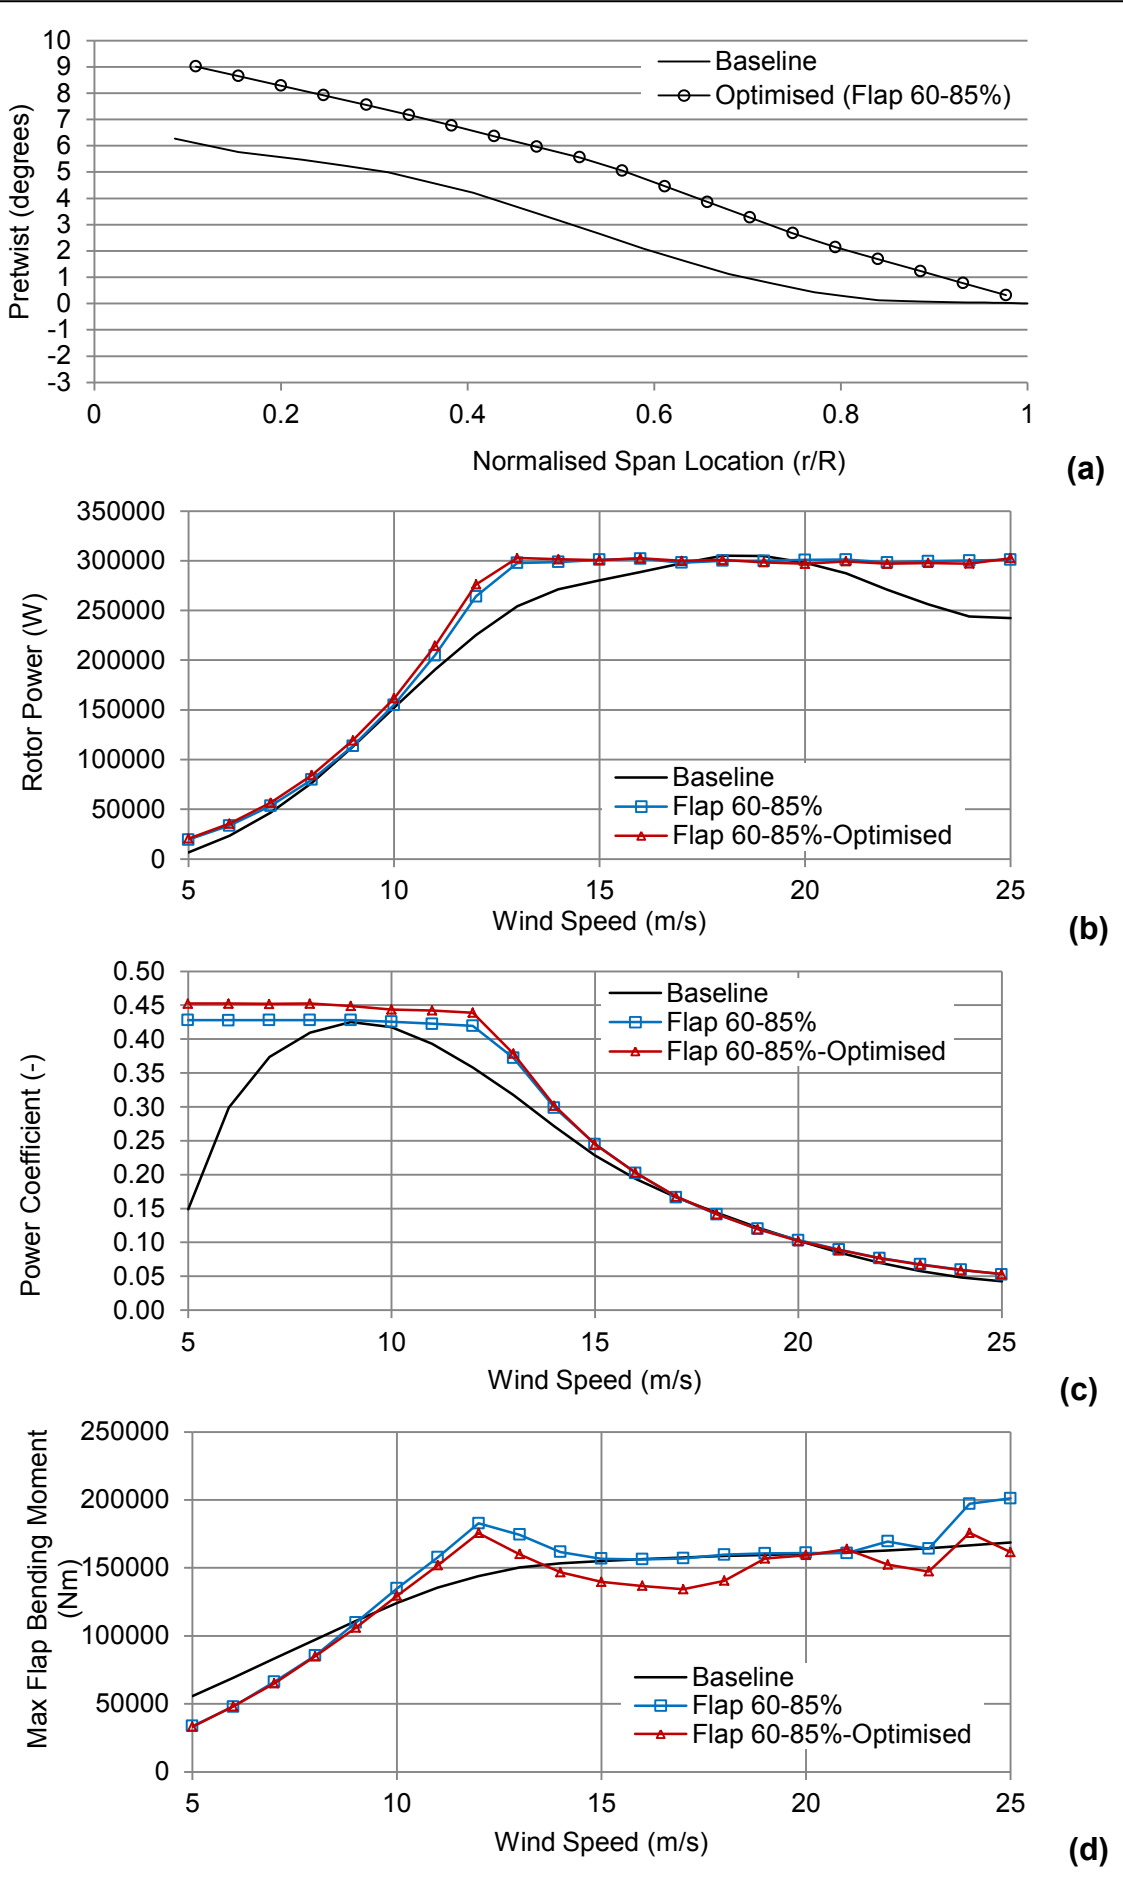 10
9
8
7
6
5
4
3
2
1
0
-1
-2
-3
Pretwist (degrees)
Baseline
Optimised (Flap 60-85%)
0 0.2 0.4 0.6 0.8 1
Normalised Span Location (r/R)
(a)
350000
300000
250000
200000
150000
100000
50000
0
Rotor Power (W)
Baseline
Flap 60-85%
Flap 60-85%-Optimised
5 10 15 20 25
Wind Speed (m/s)
(b)
0.50
0.45
0.40
0.35
0.30
0.25
0.20
0.15
0.10
0.05
0.00
Power Coefficient (-)
Baseline
Flap 60-85%
Flap 60-85%-Optimised
5 10 15 20 25
Wind Speed (m/s)
(c)
250000
200000
150000
100000
50000
0
Max Flap Bending Moment
(Nm)
Baseline
Flap 60-85%
Flap 60-85%-Optimised
5 10 15 20 25
Wind Speed (m/s)
(d)